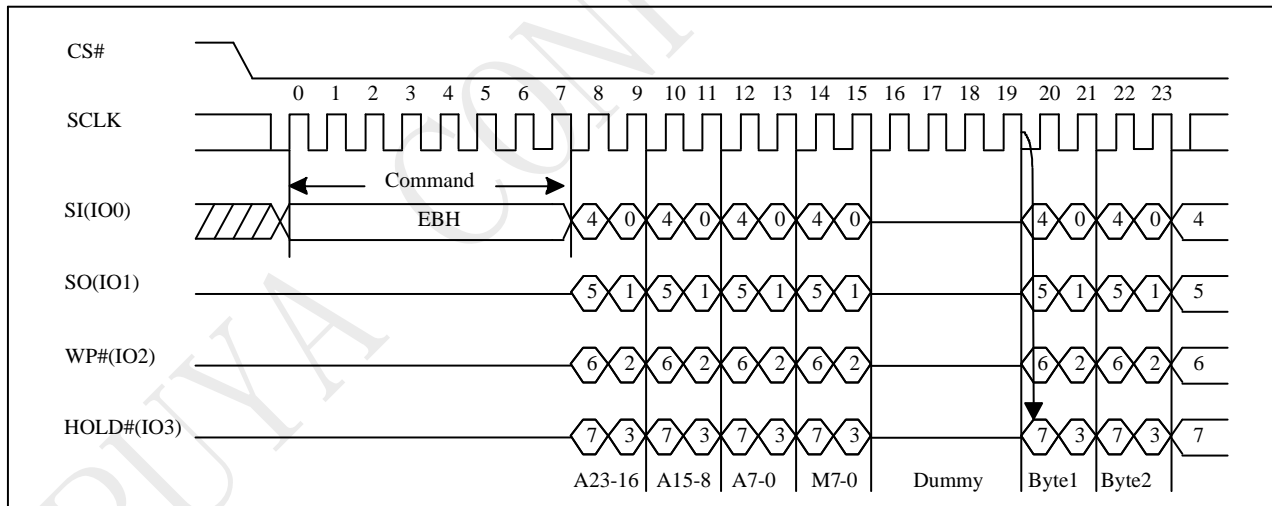 CS#
0 1 2 3 4 5 6 7 8 9 10 11 12 13 14 15 16 17 18 19 20 21 22 23
SCLK
Command
SI(IO0) EBH 4 0 4 0 4 0 4 0 4 0 4 0 4
SO(IO1) 5 1 5 1 5 1 5 1 5 1 5 1 5
WP#(IO2) 6 2 6 2 6 2 6 2 6 2 6 2 6
HOLD#(IO3) 7 3 7 3 7 3 7 3 7 3 7 3 7
A23-16 A15-8 A7-0 M7-0 Dummy Byte1 Byte2
PUYA CON